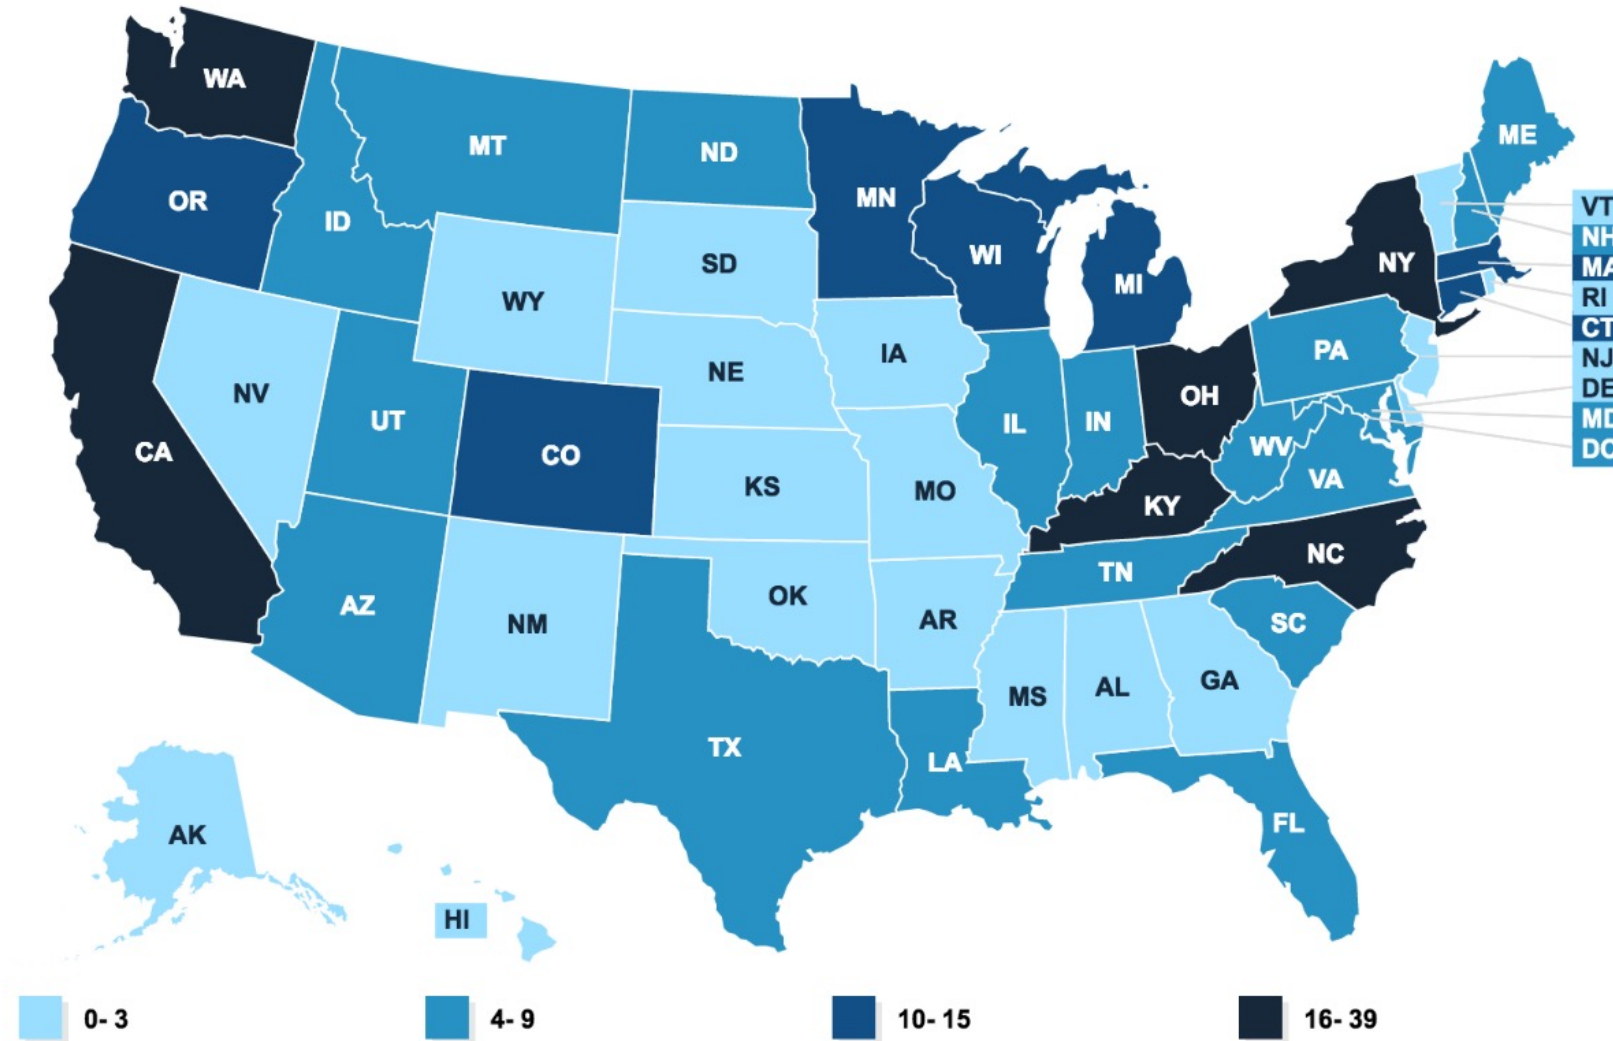 WA
MT
ND
ME
OR
ID
MN
VT
NH
SD
WI
NY
MA
MI
RI
WY
CT
IA
PA
NJ
NE
DE
NV
OH
UT
IL
IN
MD
CA
CO
WV
DC
KS
MO
VA
KY
NC
TN
AZ
NM
OK
AR
SC
MS
AL
GA
TX
LA
FL
AK
HI
0- 3
4- 9
10- 15
16- 39